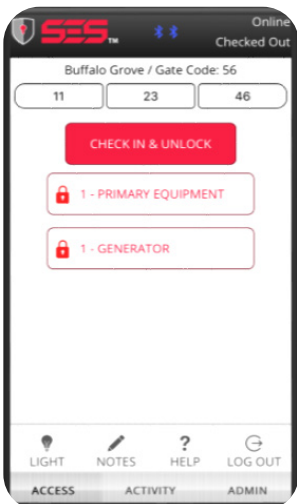 SES™
Online
Checked Out
Buffalo Grove / Gate Code: 56
11 23 46
CHECK IN & UNLOCK
1 - PRIMARY EQUIPMENT
1 - GENERATOR
LIGHT NOTES ? HELP LOG OUT
ACCESS ACTIVITY ADMIN